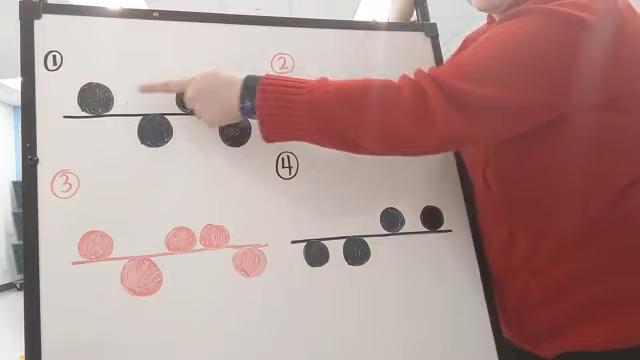 ①
②
③
④